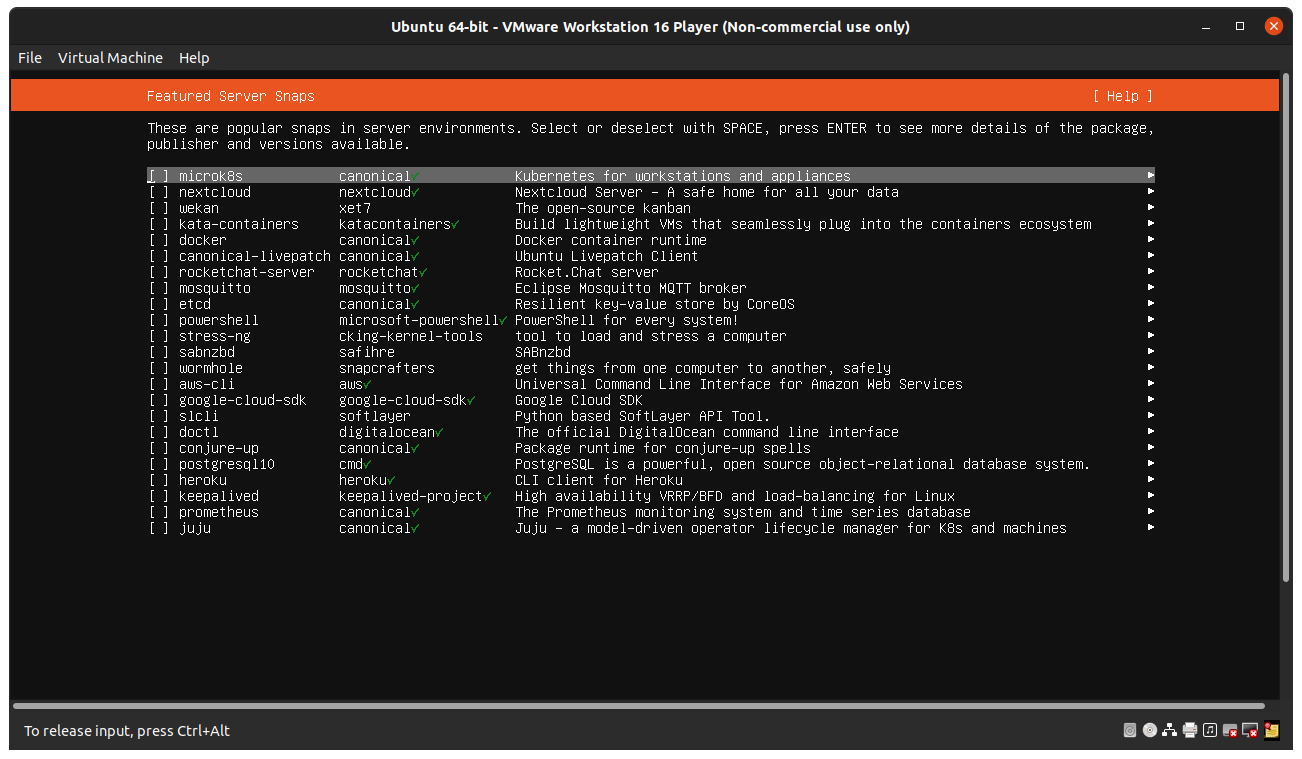 Ubuntu 64-bit - VMware Workstation 16 Player (Non-commercial use only)
File Virtual Machine Help
Featured Server Snaps [ Help ]
These are popular snaps in server environments. Select or deselect with SPACE, press ENTER to see more details of the package,
publisher and versions available.
[ ] microk8s canonical✓ Kubernetes for workstations and appliances ▸
[ ] nextcloud nextcloud✓ Nextcloud Server - A safe home for all your data ▸
[ ] wekan xet7 The open-source kanban ▸
[ ] kata-containers katacontainers✓ Build lightweight VMs that seamlessly plug into the containers ecosystem ▸
[ ] docker canonical✓ Docker container runtime ▸
[ ] canonical-livepatch canonical✓ Ubuntu Livepatch Client ▸
[ ] rocketchat-server rocketchat✓ Rocket.Chat server ▸
[ ] mosquitto mosquitto✓ Eclipse Mosquitto MQTT broker ▸
[ ] etcd canonical✓ Resilient key-value store by CoreOS ▸
[ ] powershell microsoft-powershell✓ PowerShell for every system! ▸
[ ] stress-ng cking-kernel-tools tool to load and stress a computer ▸
[ ] sabnzbd safihre SABnzbd ▸
[ ] wormhole snapcrafters get things from one computer to another, safely ▸
[ ] aws-cli aws✓ Universal Command Line Interface for Amazon Web Services ▸
[ ] google-cloud-sdk google-cloud-sdk✓ Google Cloud SDK ▸
[ ] slcli softlayer Python based SoftLayer API Tool. ▸
[ ] doctl digitalocean✓ The official DigitalOcean command line interface ▸
[ ] conjure-up canonical✓ Package runtime for conjure-up spells ▸
[ ] postgresql10 cmd✓ PostgreSQL is a powerful, open source object-relational database system. ▸
[ ] heroku heroku✓ CLI client for Heroku ▸
[ ] keepalived keepalived-project✓ High availability VRRP/BFD and load-balancing for Linux ▸
[ ] prometheus canonical✓ The Prometheus monitoring system and time series database ▸
[ ] juju canonical✓ Juju - a model-driven operator lifecycle manager for K8s and machines ▸
To release input, press Ctrl+Alt